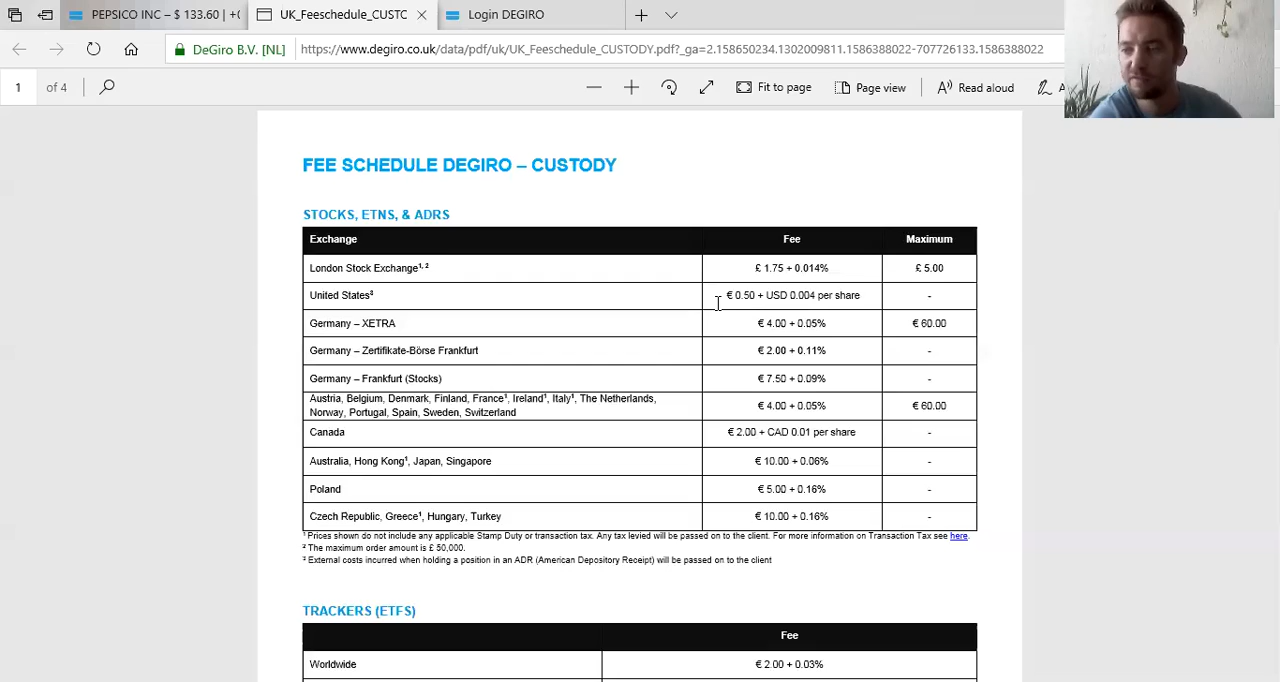 PEPSICO INC – $ 133.60 | +(
UK_Feeschedule_CUSTC
Login DEGIRO
DeGiro B.V. [NL]
https://www.degiro.co.uk/data/pdf/uk/UK_Feeschedule_CUSTODY.pdf?_ga=2.158650234.1302009811.1586388022-707726133.1586388022
1 of 4
Fit to page
Page view
Read aloud
FEE SCHEDULE DEGIRO – CUSTODY
STOCKS, ETNS, & ADRS
Exchange Fee Maximum
London Stock Exchange¹, ² £ 1.75 + 0.014% £ 5.00
United States³ € 0.50 + USD 0.004 per share -
Germany – XETRA € 4.00 + 0.05% € 60.00
Germany – Zertifikate-Börse Frankfurt € 2.00 + 0.11% -
Germany – Frankfurt (Stocks) € 7.50 + 0.09% -
Austria, Belgium, Denmark, Finland, France¹, Ireland¹, Italy¹, The Netherlands,
Norway, Portugal, Spain, Sweden, Switzerland € 4.00 + 0.05% € 60.00
Canada € 2.00 + CAD 0.01 per share -
Australia, Hong Kong¹, Japan, Singapore € 10.00 + 0.06% -
Poland € 5.00 + 0.16% -
Czech Republic, Greece¹, Hungary, Turkey € 10.00 + 0.16% -
¹ Prices shown do not include any applicable Stamp Duty or transaction tax. Any tax levied will be passed on to the client. For more information on Transaction Tax see here.
² The maximum order amount is £ 50,000.
³ External costs incurred when holding a position in an ADR (American Depository Receipt) will be passed on to the client
TRACKERS (ETFS)
Fee
Worldwide € 2.00 + 0.03%